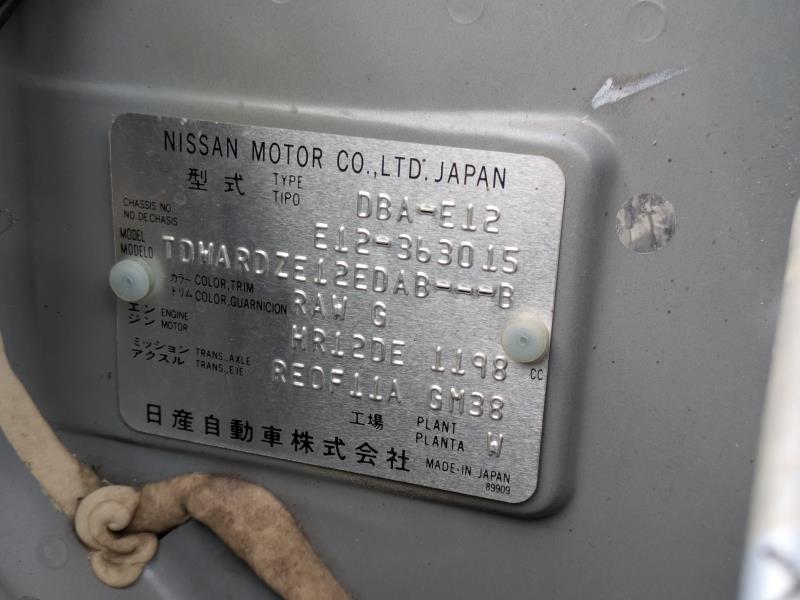 NISSAN MOTOR CO.,LTD. JAPAN
型式 TYPE TIPO DBA-E12
CHASSIS NO. NO.DE CHASIS E12-363015
MODEL MODELO TDWARDZE12EDAB---B
カラー トリム COLOR,TRIM COLOR,GUARNICION RAW G
エンジン ENGINE MOTOR HR12DE 1198 CC
ミッション アクスル TRANS.,AXLE TRANS.,EJE RE0F11A GM38
工場 PLANT PLANTA W
日産自動車株式会社 MADE-IN JAPAN
89909